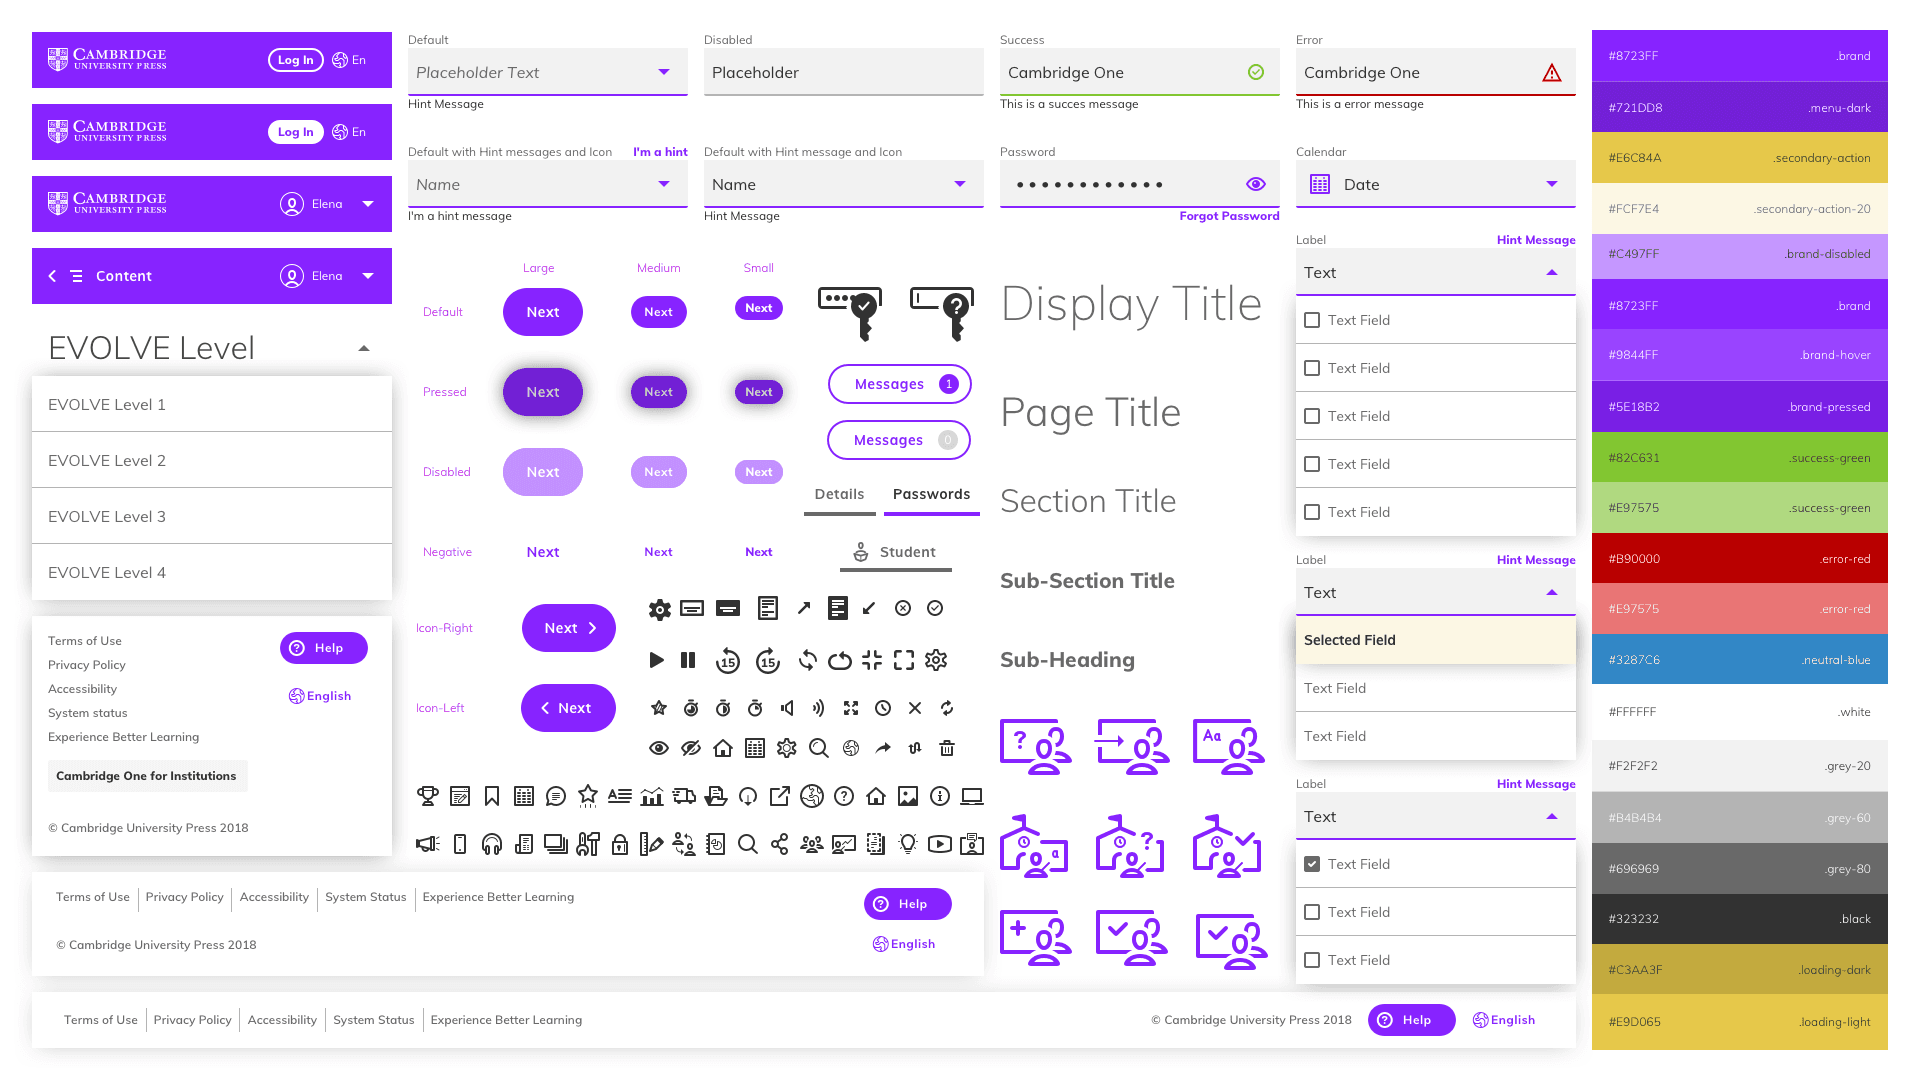 CAMBRIDGE
UNIVERSITY PRESS
Log In
En
CAMBRIDGE
UNIVERSITY PRESS
Log In
En
CAMBRIDGE
UNIVERSITY PRESS
Elena
Content
Elena
EVOLVE Level
EVOLVE Level 1
EVOLVE Level 2
EVOLVE Level 3
EVOLVE Level 4
Terms of Use
Privacy Policy
Accessibility
System status
Experience Better Learning
Help
English
Cambridge One for Institutions
© Cambridge University Press 2018
Default
Placeholder Text
Hint Message
Disabled
Placeholder
Success
Cambridge One
This is a succes message
Error
Cambridge One
This is a error message
Default with Hint messages and Icon
I'm a hint
Name
I'm a hint message
Default with Hint message and Icon
Name
Hint Message
Password
Forgot Password
Calendar
Date
Large
Medium
Small
Default
Next
Next
Next
Pressed
Next
Next
Next
Disabled
Next
Next
Next
Negative
Next
Next
Next
Icon-Right
Next
Icon-Left
Next
?
Messages
1
Messages
0
Details
Passwords
Student
15
15
A
Display Title
Page Title
Section Title
Sub-Section Title
Sub-Heading
?
Aa
a
?
Label
Hint Message
Text
Text Field
Text Field
Text Field
Text Field
Text Field
Label
Hint Message
Text
Selected Field
Text Field
Text Field
Label
Hint Message
Text
Text Field
Text Field
Text Field
#8723FF
.brand
#721DD8
.menu-dark
#E6C84A
.secondary-action
#FCF7E4
.secondary-action-20
#C497FF
.brand-disabled
#8723FF
.brand
#9844FF
.brand-hover
#5E18B2
.brand-pressed
#82C631
.success-green
#E97575
.success-green
#B90000
.error-red
#E97575
.error-red
#3287C6
.neutral-blue
#FFFFFF
.white
#F2F2F2
.grey-20
#B4B4B4
.grey-60
#696969
.grey-80
#323232
.black
#C3AA3F
.loading-dark
#E9D065
.loading-light
Terms of Use
Privacy Policy
Accessibility
System Status
Experience Better Learning
Help
© Cambridge University Press 2018
English
Terms of Use
Privacy Policy
Accessibility
System Status
Experience Better Learning
© Cambridge University Press 2018
Help
English